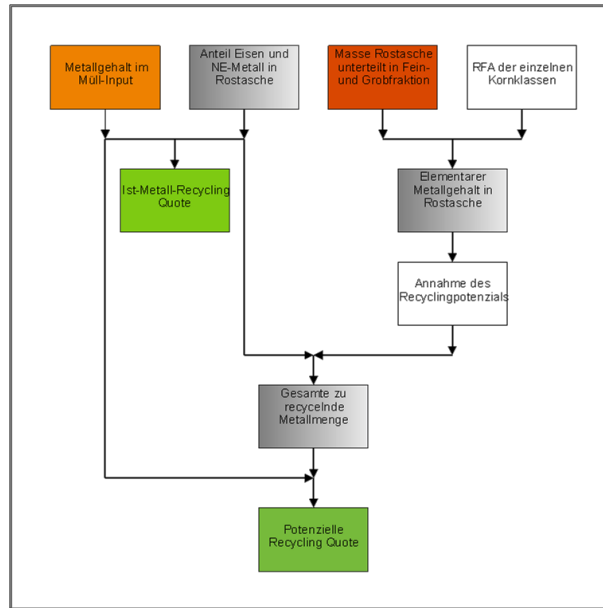 Metallgehalt im
Müll-Input
Anteil Eisen und
NE-Metall in
Rostasche
Masse Rostasche
unterteilt in Fein-
und Grobfraktion
RFA der einzelnen
Kornklassen
Ist-Metall-Recycling
Quote
Elementarer
Metallgehalt in
Rostasche
Annahme des
Recyclingpotenzials
Gesamte zu
recycelnde
Metallmenge
Potenzielle
Recycling Quote